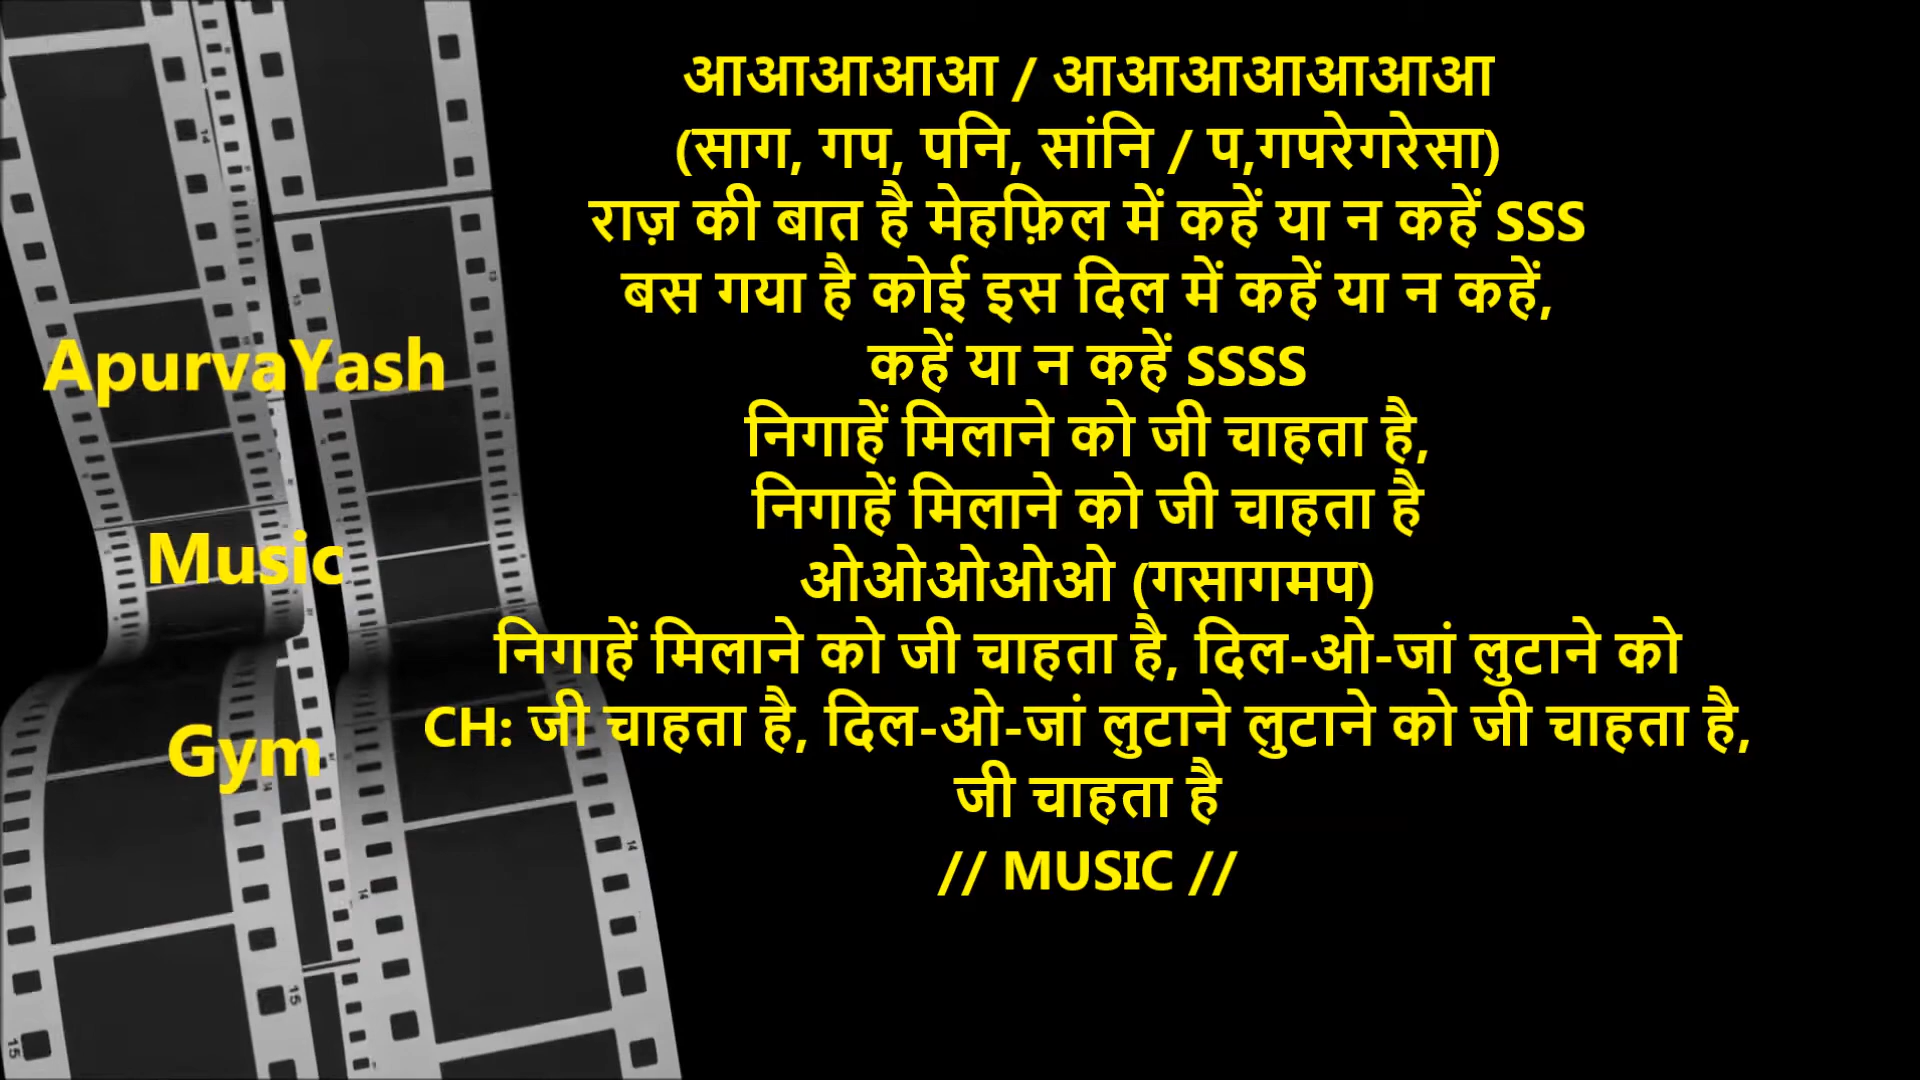 आआआआआ / आआआआआआआ
(साग, गप, पनि, सांनि / प,गपरेगरेसा)
राज़ की बात है मेहफ़िल में कहें या न कहें SSS
बस गया है कोई इस दिल में कहें या न कहें,
कहें या न कहें SSSS
निगाहें मिलाने को जी चाहता है,
निगाहें मिलाने को जी चाहता है
ओओओओओ (गसागमप)
निगाहें मिलाने को जी चाहता है, दिल-ओ-जां लुटाने को
CH: जी चाहता है, दिल-ओ-जां लुटाने लुटाने को जी चाहता है,
जी चाहता है
// MUSIC //
ApurvaYash
Music
Gym